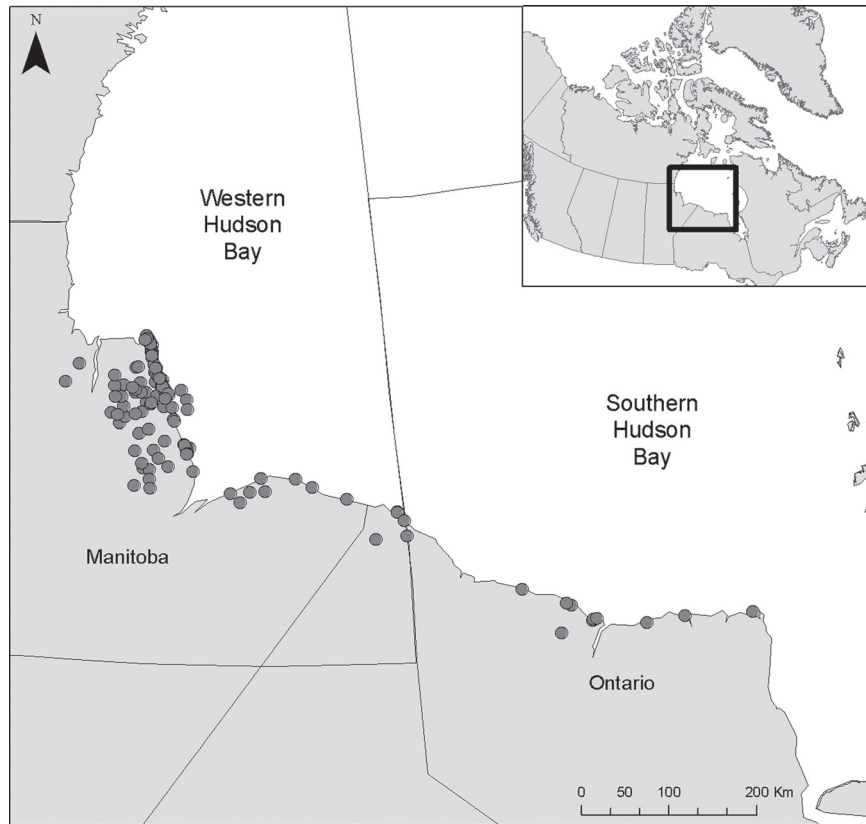 N
Western
Hudson
Bay
Southern
Hudson
Bay
Manitoba
Ontario
0 50 100 200 Km